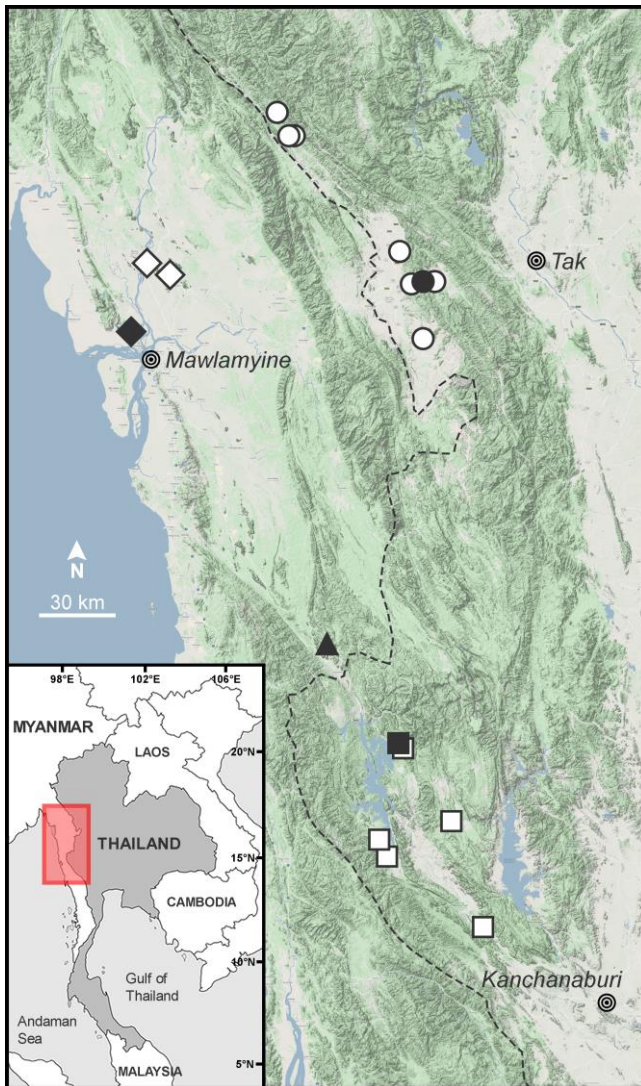 Tak
Mawlamyine
N
30 km
Kanchanaburi
98°E
102°E
106°E
MYANMAR
LAOS
20°N
THAILAND
15°N
CAMBODIA
10°N
Gulf of
Thailand
Andaman
Sea
5°N
MALAYSIA